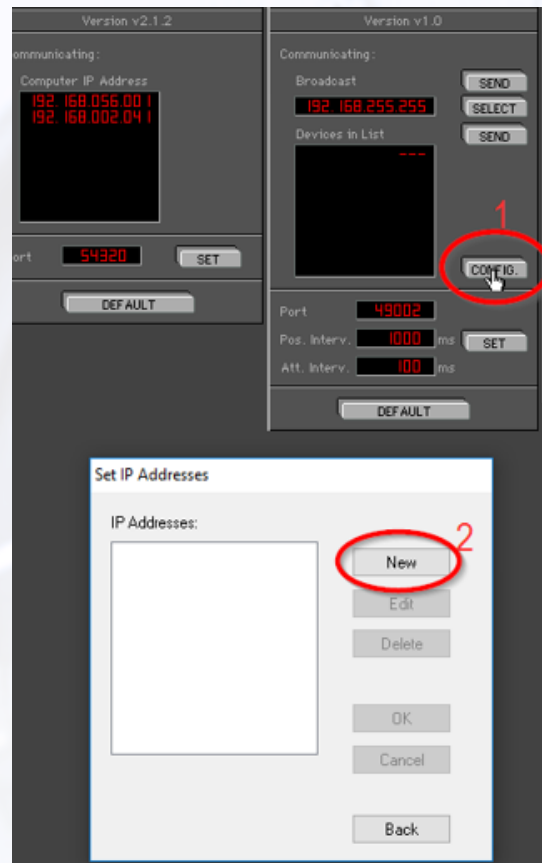 Version v2.1.2
ommunicating:
Computer IP Address
192.168.056.001
192.168.002.041
ort 54320 SET
DEFAULT
Version v1.0
Communicating:
Broadcast SEND
192.168.255.255 SELECT
Devices in List SEND
---
1
CONFIG.
Port 49002
Pos. Interv. 1000 ms SET
Att. Interv. 100 ms
DEFAULT
Set IP Addresses
IP Addresses:
2
New
Edit
Delete
OK
Cancel
Back